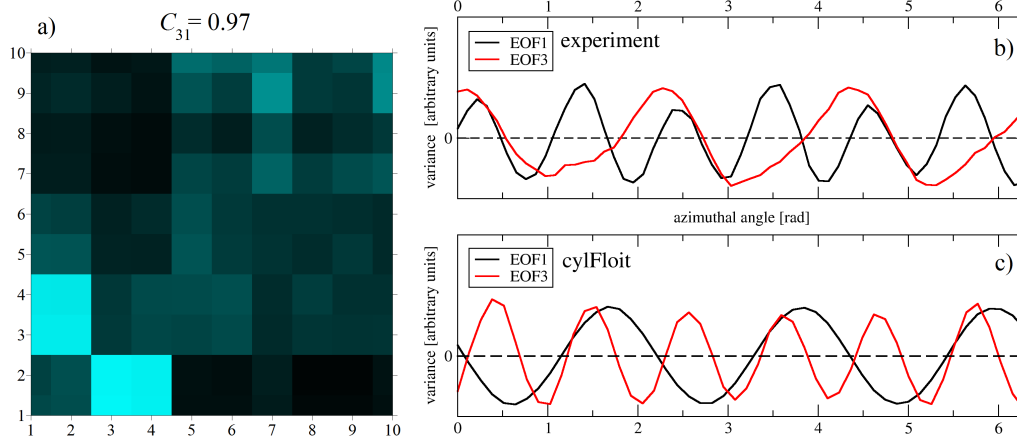 a)
C31= 0.97
10
9
8
7
6
5
4
3
2
1
1 2 3 4 5 6 7 8 9 10
0 1 2 3 4 5 6
EOF1
EOF3
experiment
b)
variance [arbitrary units]
0
azimuthal angle [rad]
EOF1
EOF3
cylFloit
c)
variance [arbitrary units]
0
0 1 2 3 4 5 6